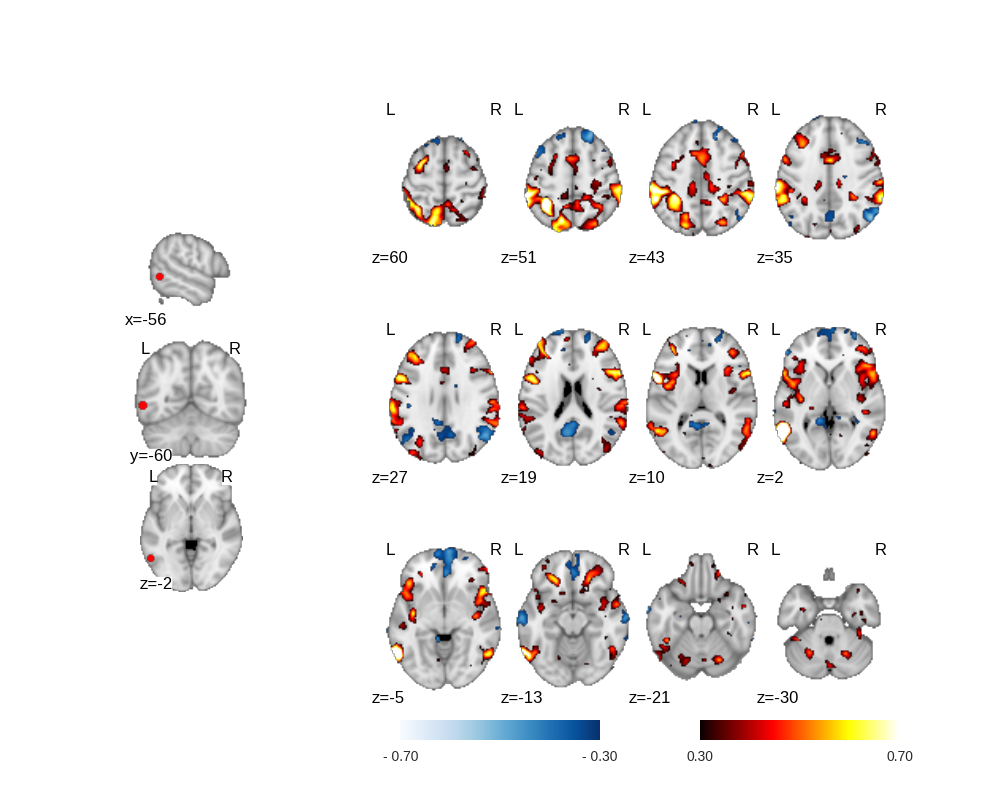 L R L R L R L R
z=60 z=51 z=43 z=35
x=-56
L R L R L R L R
L R
z=27 z=19 z=10 z=2
y=-60
L R
L R L R L R L R
z=-2
z=-5 z=-13 z=-21 z=-30
- 0.70 - 0.30 0.30 0.70